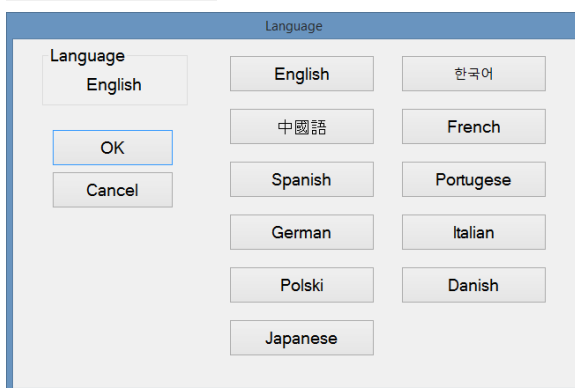 Language
Language
English
OK
Cancel
English
한국어
中國語
French
Spanish
Portugese
German
Italian
Polski
Danish
Japanese